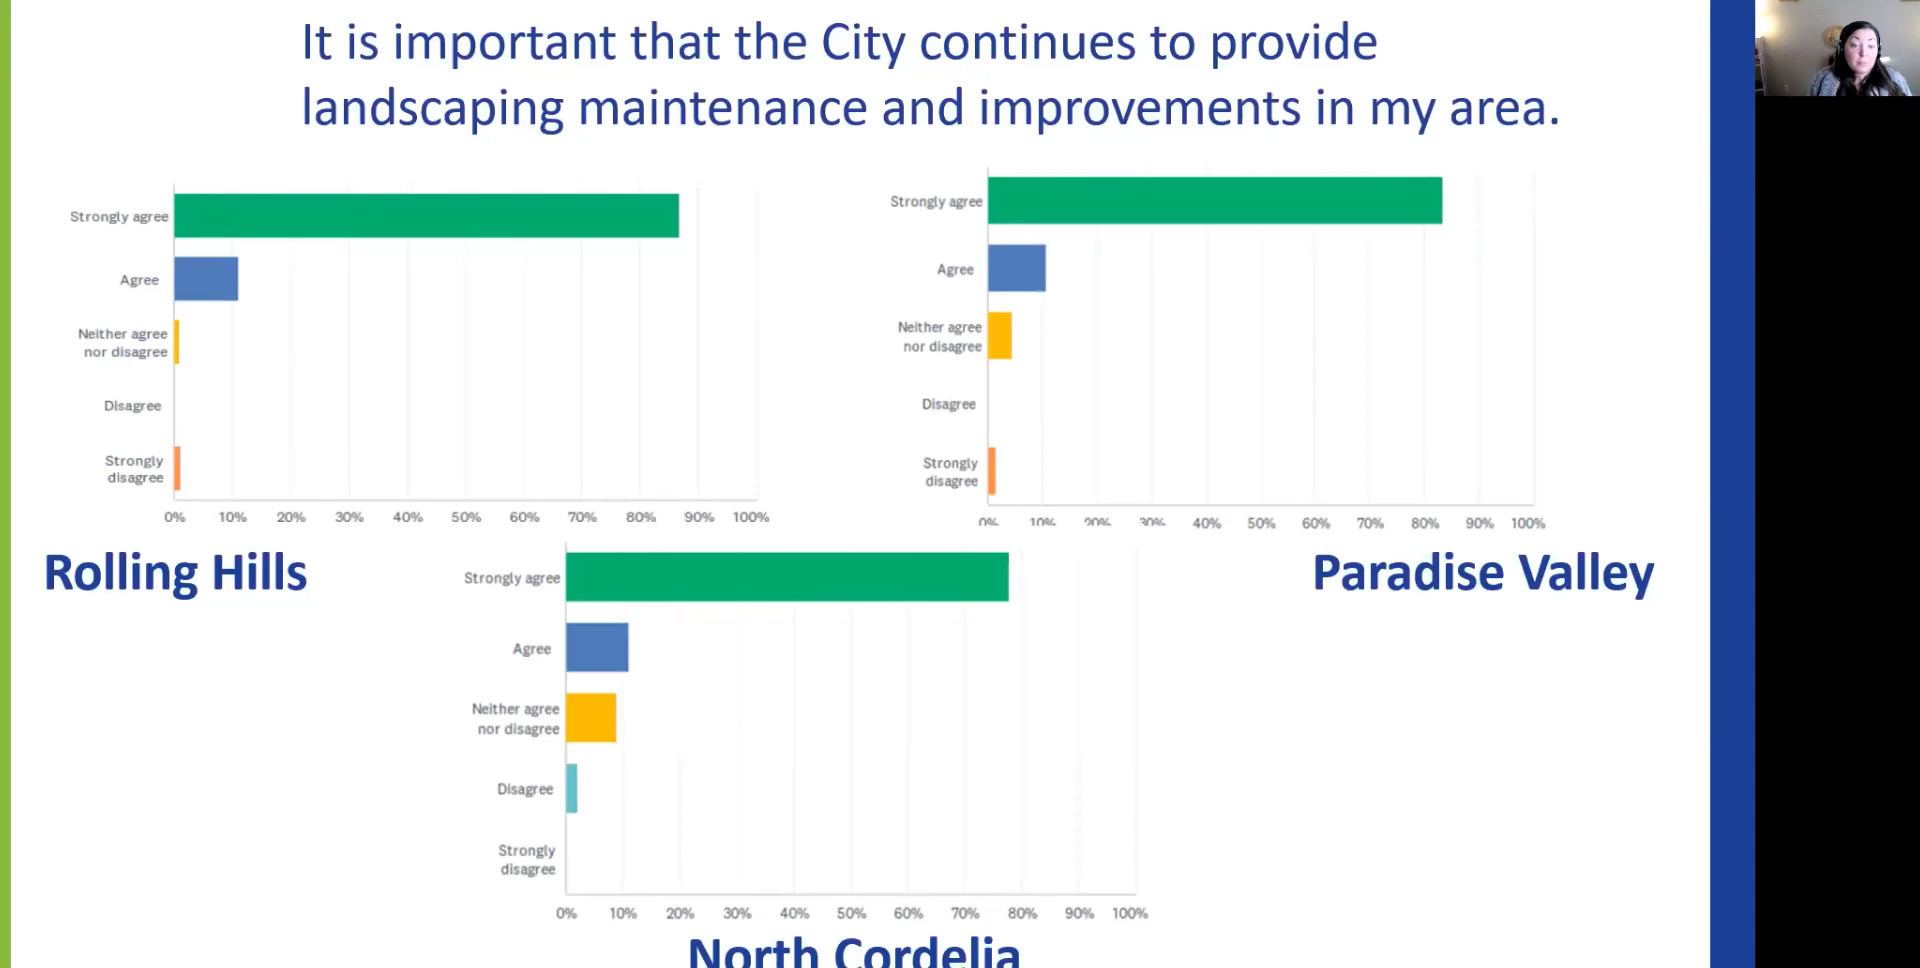 It is important that the City continues to provide
landscaping maintenance and improvements in my area.
Strongly agree
Agree
Neither agree
nor disagree
Disagree
Strongly
disagree
0% 10% 20% 30% 40% 50% 60% 70% 80% 90% 100%
Rolling Hills
Strongly agree
Agree
Neither agree
nor disagree
Disagree
Strongly
disagree
0% 10% 20% 30% 40% 50% 60% 70% 80% 90% 100%
Paradise Valley
Strongly agree
Agree
Neither agree
nor disagree
Disagree
Strongly
disagree
0% 10% 20% 30% 40% 50% 60% 70% 80% 90% 100%
North Cordelia